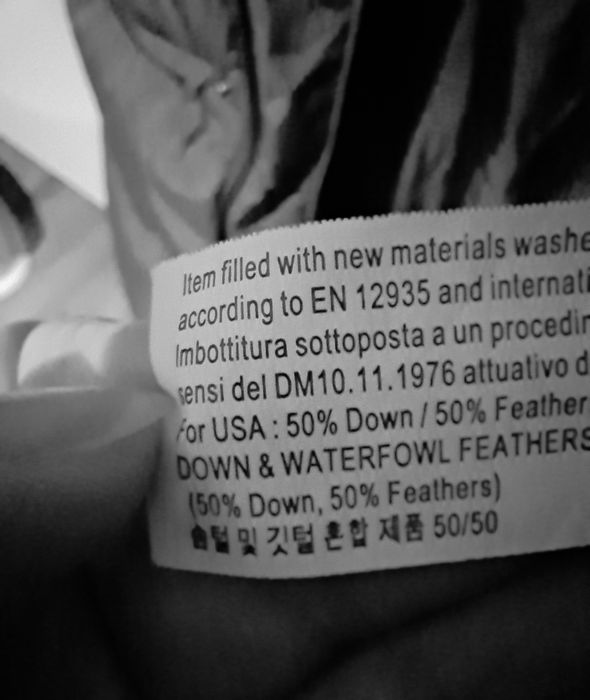 Item filled with new materials washe
according to EN 12935 and internati
Imbottitura sottoposta a un procedin
sensi del DM10.11.1976 attuativo d
For USA : 50% Down / 50% Feather
DOWN & WATERFOWL FEATHERS
(50% Down, 50% Feathers)
솜털 및 깃털 혼합 제품 50/50